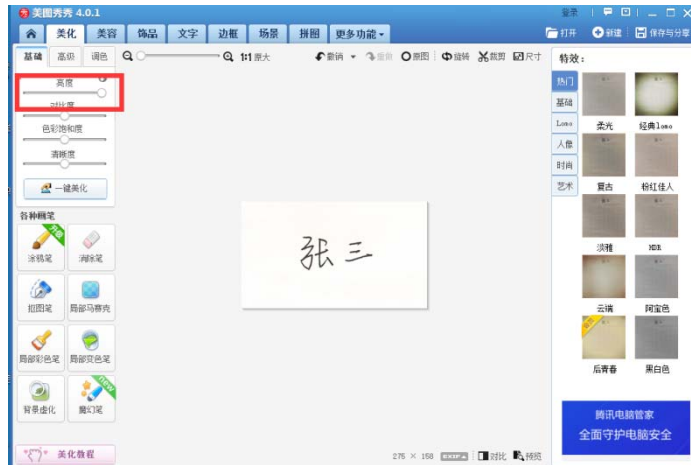 美图秀秀 4.0.1
登录
美化 美容 饰品 文字 边框 场景 拼图 更多功能
打开 新建 保存与分享
基础 高级 调色
1:1 原大 撤销 重做 原图 旋转 裁剪 尺寸
亮度
对比度
色彩饱和度
清晰度
一键美化
各种画笔
升级
涂鸦笔 消除笔
抠图笔 局部马赛克
局部彩色笔 局部变色笔
new
背景虚化 魔幻笔
美化教程
张三
275 × 158 EXIF 对比 预览
特效：
热门
基础
Lomo
人像
时尚
艺术
柔光 经典lomo
复古 粉红佳人
淡雅 HDR
云端 阿宝色
后青春 黑白色
腾讯电脑管家
全面守护电脑安全